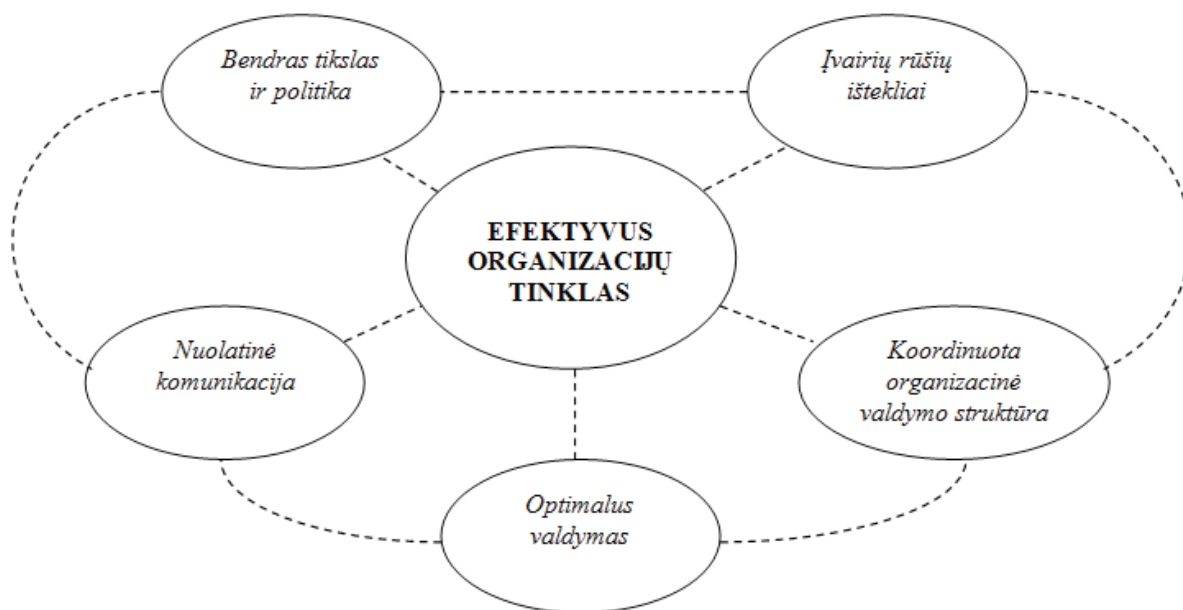 Bendras tikslas
ir politika
Įvairių rūšių
ištekliai
EFEKTYVUS
ORGANIZACIJŲ
TINKLAS
Nuolatinė
komunikacija
Koordinuota
organizacinė
valdymo struktūra
Optimalus
valdymas